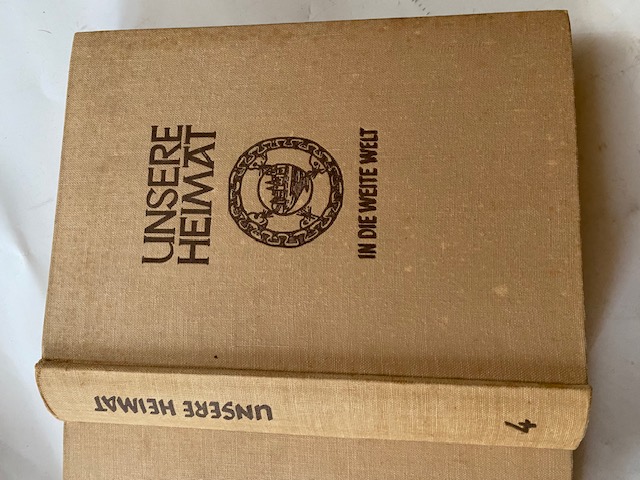 UNSERE
HEIMAT
IN DIE WEITE WELT
UNSERE HEIMAT
4